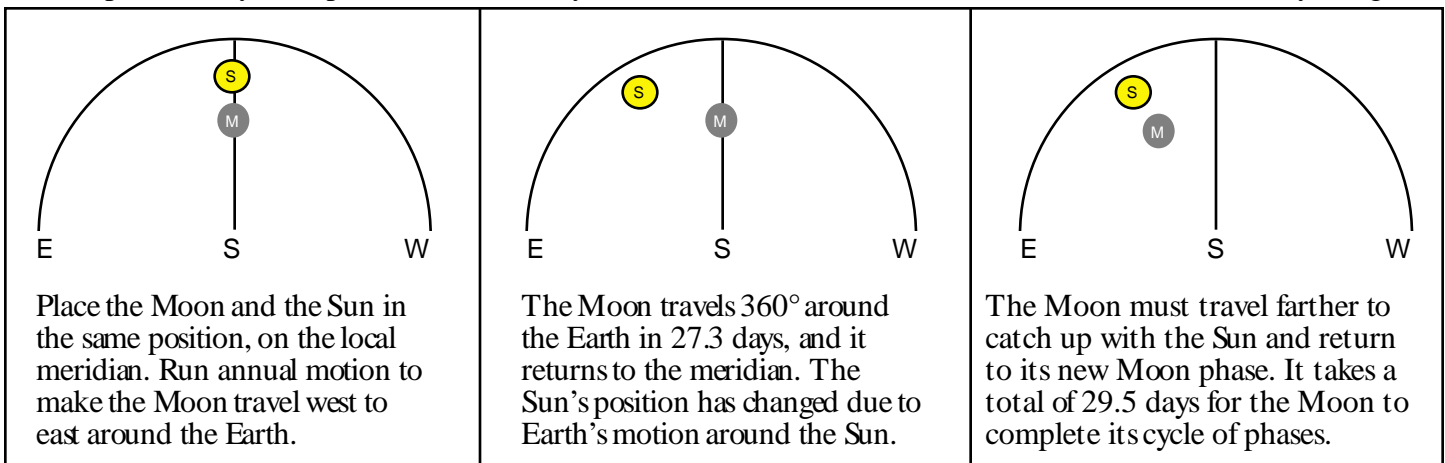 S
M
E S W
Place the Moon and the Sun in
the same position, on the local
meridian. Run annual motion to
make the Moon travel west to
east around the Earth.
S
M
E S W
The Moon travels 360° around
the Earth in 27.3 days, and it
returns to the meridian. The
Sun's position has changed due to
Earth's motion around the Sun.
S
M
E S W
The Moon must travel farther to
catch up with the Sun and return
to its new Moon phase. It takes a
total of 29.5 days for the Moon to
complete its cycle of phases.